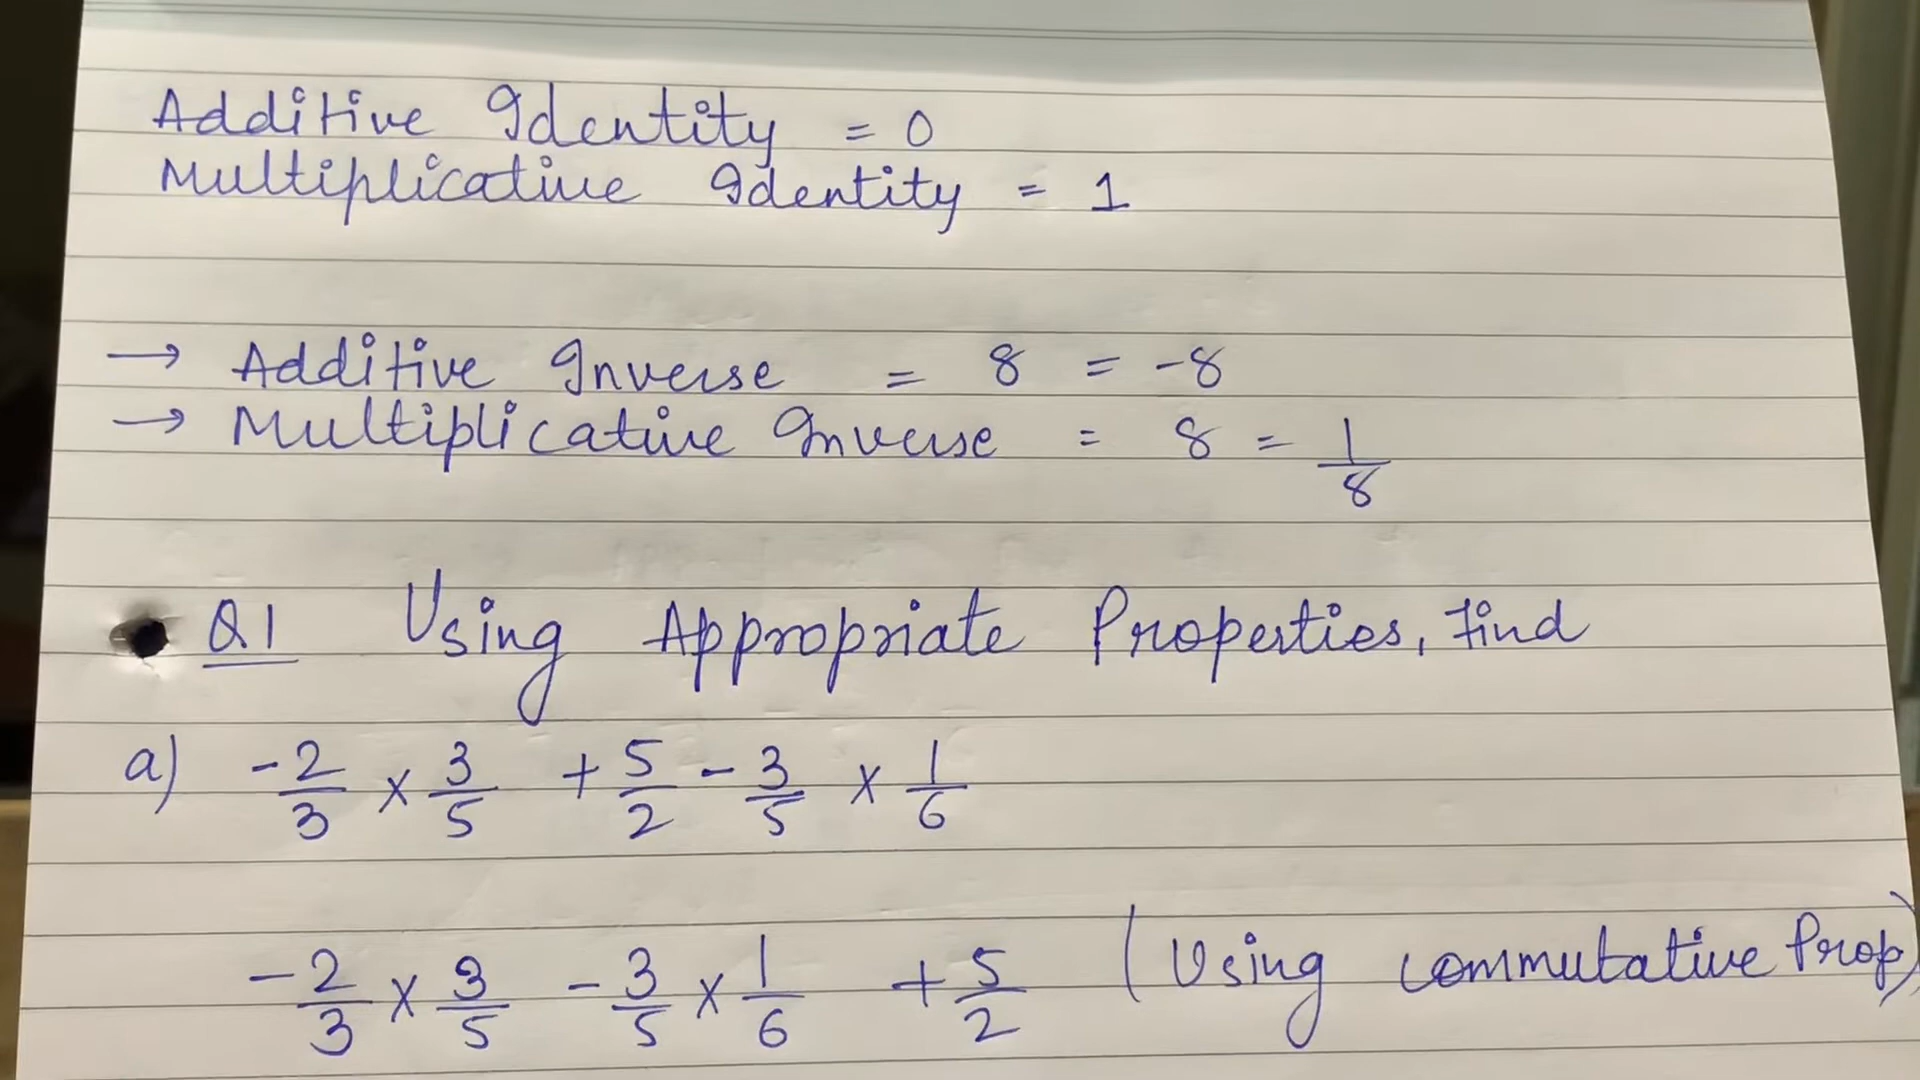 Additive Identity = 0
Multiplicative Identity = 1
→ Additive Inverse = 8 = -8
→ Multiplicative Inverse = 8 = 1/8
Q1 Using Appropriate Properties, find
a) -2/3 × 3/5 + 5/2 - 3/5 × 1/6
-2/3 × 3/5 - 3/5 × 1/6 + 5/2 (Using commutative Prop)